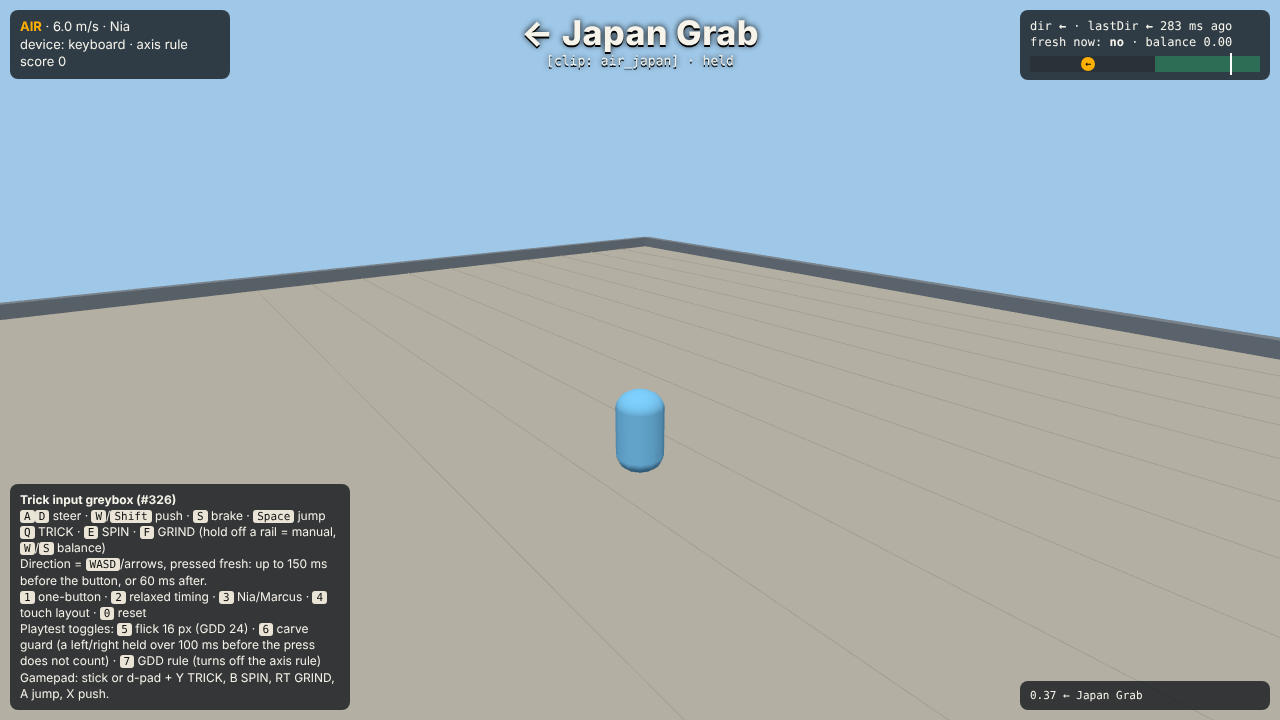 AIR · 6.0 m/s · Nia
device: keyboard · axis rule
score 0
← Japan Grab
[clip: air_japan] · held
dir ← · lastDir ← 283 ms ago
fresh now: no · balance 0.00
←
Trick input greybox (#326)
A D steer · W/Shift push · S brake · Space jump
Q TRICK · E SPIN · F GRIND (hold off a rail = manual,
W/S balance)
Direction = WASD/arrows, pressed fresh: up to 150 ms
before the button, or 60 ms after.
1 one-button · 2 relaxed timing · 3 Nia/Marcus · 4
touch layout · 0 reset
Playtest toggles: 5 flick 16 px (GDD 24) · 6 carve
guard (a left/right held over 100 ms before the press
does not count) · 7 GDD rule (turns off the axis rule)
Gamepad: stick or d-pad + Y TRICK, B SPIN, RT GRIND,
A jump, X push.
0.37 ← Japan Grab